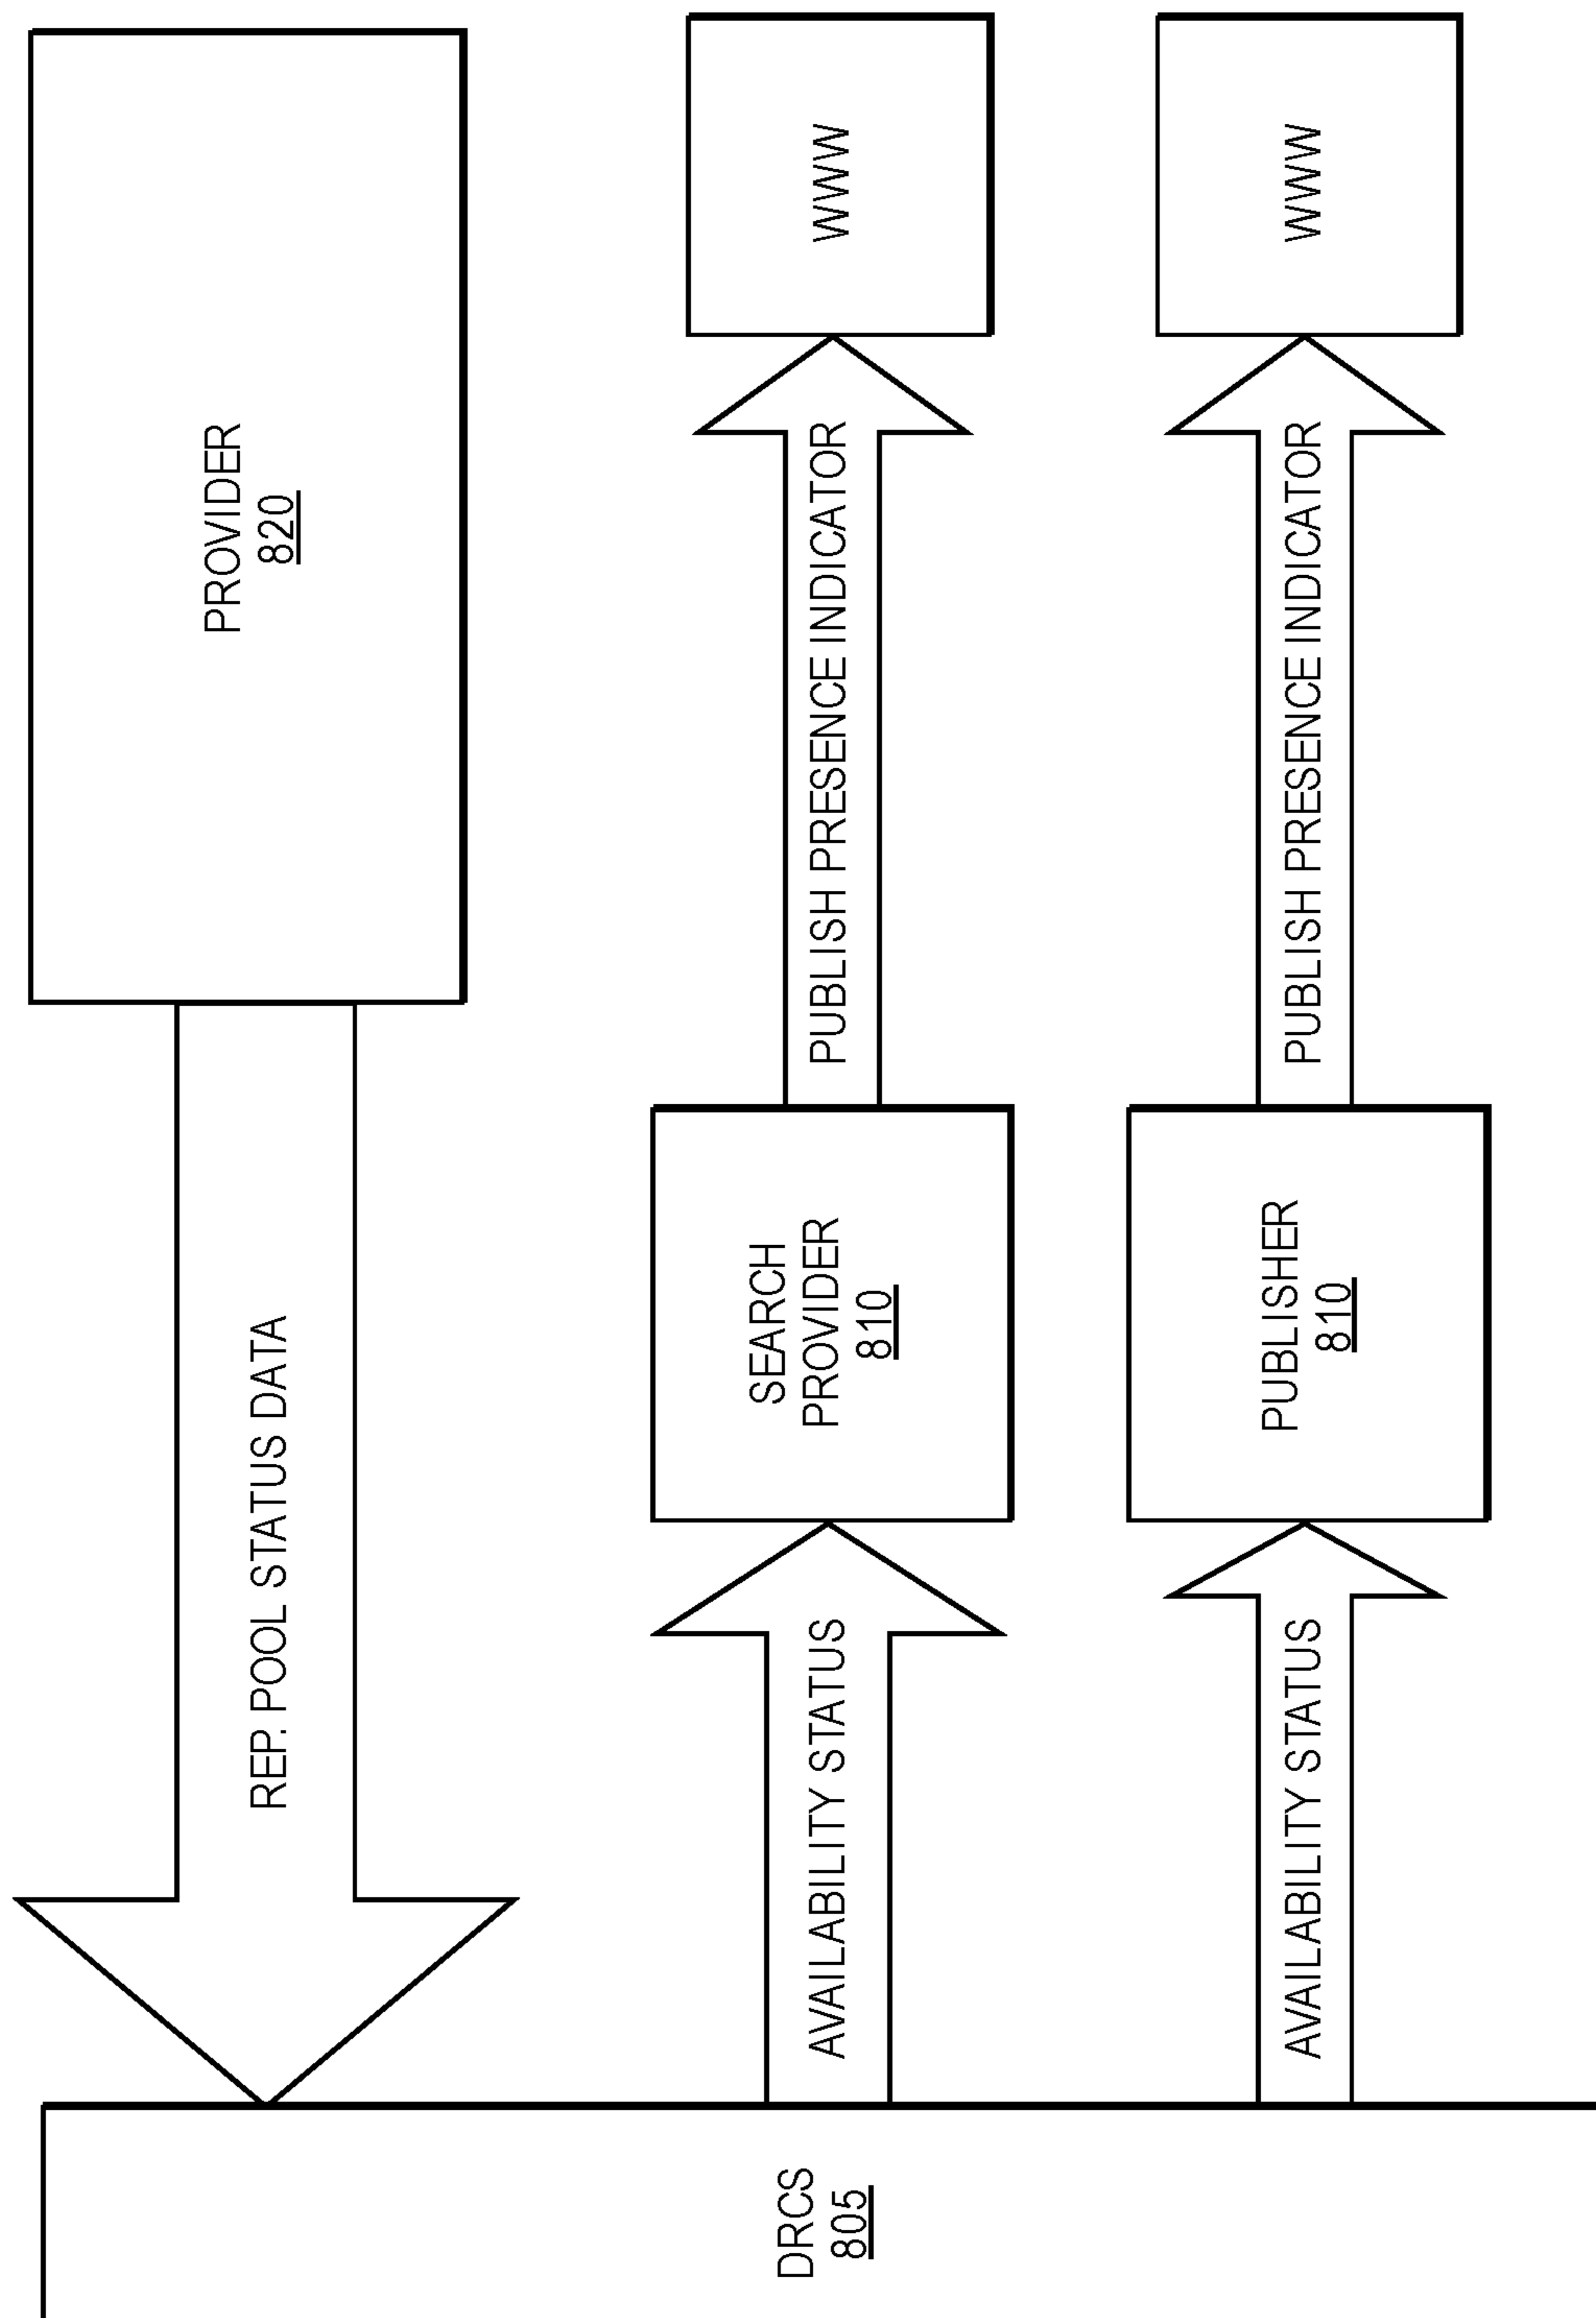 PROVIDER
820
REP. POOL STATUS DATA
DRCS
805
AVAILABILITY STATUS
SEARCH
PROVIDER
810
PUBLISH PRESENCE INDICATOR
WWW
AVAILABILITY STATUS
PUBLISHER
810
PUBLISH PRESENCE INDICATOR
WWW